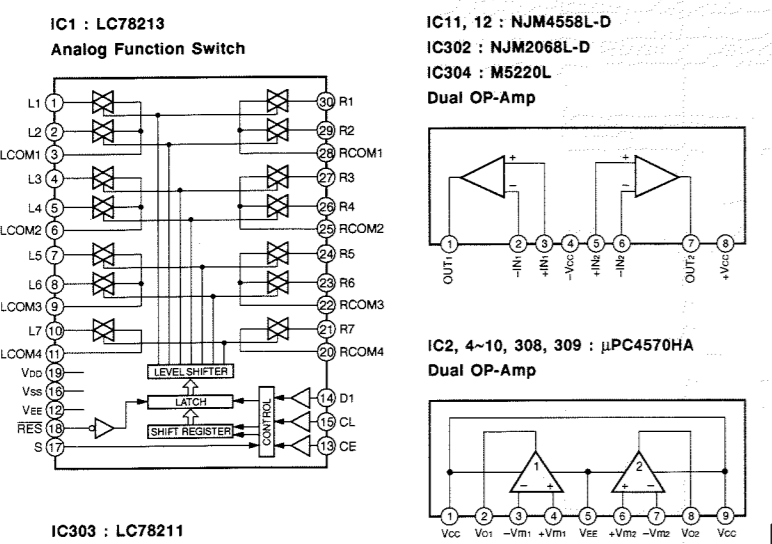 IC1 : LC78213
Analog Function Switch
L1 1
L2 2
LCOM1 3
L3 4
L4 5
LCOM2 6
L5 7
L6 8
LCOM3 9
L7 10
LCOM4 11
VDD 19
VSS 16
VEE 12
RES 18
S 17
30 R1
29 R2
28 RCOM1
27 R3
26 R4
25 RCOM2
24 R5
23 R6
22 RCOM3
21 R7
20 RCOM4
14 D1
15 CL
13 CE
LEVEL SHIFTER
LATCH
SHIFT REGISTER
CONTROL
IC303 : LC78211
IC11, 12 : NJM4558L-D
IC302 : NJM2068L-D
IC304 : M5220L
Dual OP-Amp
+ +
− −
1 2 3 4 5 6 7 8
OUT1 −IN1 +IN1 −VCC +IN2 −IN2 OUT2 +VCC
IC2, 4~10, 308, 309 : μPC4570HA
Dual OP-Amp
1 2
− + + −
1 2 3 4 5 6 7 8 9
VCC VO1 −Vm1 +Vm1 VEE +Vm2 −Vm2 VO2 VCC